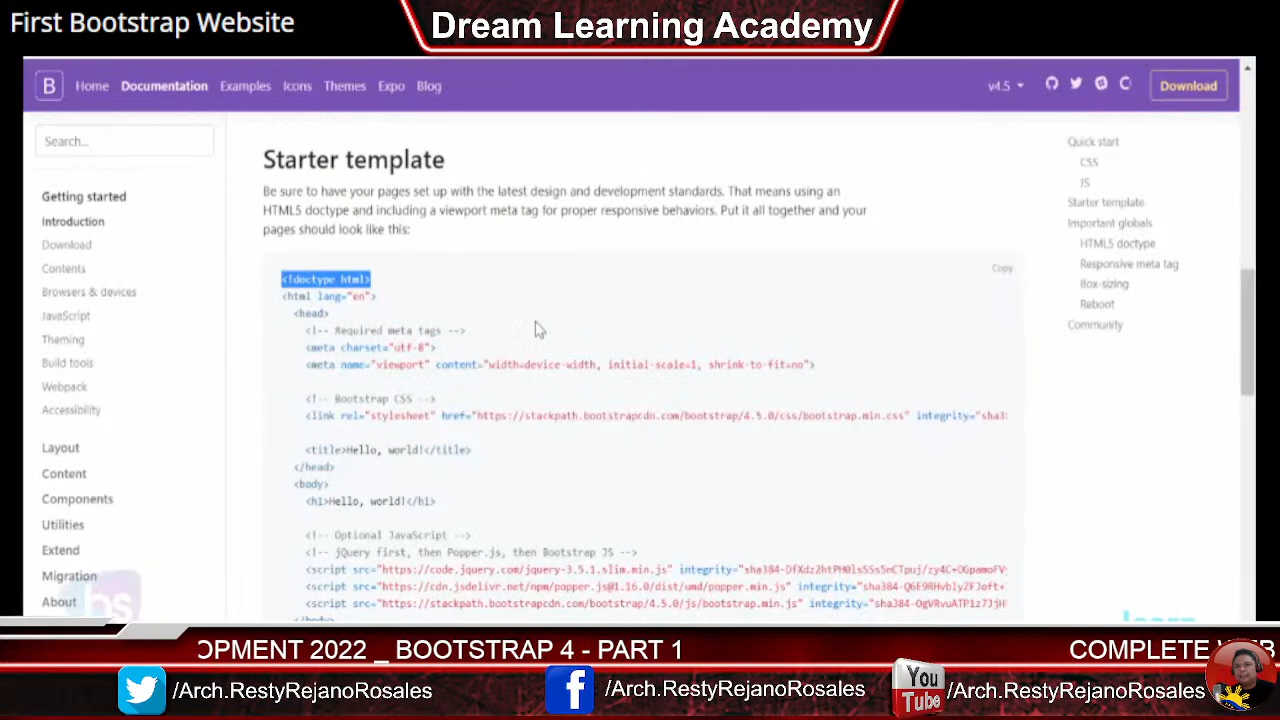 First Bootstrap Website
Dream Learning Academy
B Home Documentation Examples Icons Themes Expo Blog v4.5 Download
Search...
Getting started
Introduction
Download
Contents
Browsers & devices
JavaScript
Theming
Build tools
Webpack
Accessibility
Layout
Content
Components
Utilities
Extend
Migration
About
Starter template
Be sure to have your pages set up with the latest design and development standards. That means using an
HTML5 doctype and including a viewport meta tag for proper responsive behaviors. Put it all together and your
pages should look like this:
Copy
<!doctype html>
<html lang="en">
<head>
<!-- Required meta tags -->
<meta charset="utf-8">
<meta name="viewport" content="width=device-width, initial-scale=1, shrink-to-fit=no">
<!-- Bootstrap CSS -->
<link rel="stylesheet" href="https://stackpath.bootstrapcdn.com/bootstrap/4.5.0/css/bootstrap.min.css" integrity="sha3
<title>Hello, world!</title>
</head>
<body>
<h1>Hello, world!</h1>
<!-- Optional JavaScript -->
<!-- jQuery first, then Popper.js, then Bootstrap JS -->
<script src="https://code.jquery.com/jquery-3.5.1.slim.min.js" integrity="sha384-
<script src="https://cdn.jsdelivr.net/npm/popper.js@1.16.0/dist/umd/popper.min.js" integrity="sha384-
<script src="https://stackpath.bootstrapcdn.com/bootstrap/4.5.0/js/bootstrap.min.js" integrity="sha384-
Quick start
CSS
JS
Starter template
Important globals
HTML5 doctype
Responsive meta tag
Box-sizing
Reboot
Community
bs
OPMENT 2022 _ BOOTSTRAP 4 - PART 1 COMPLETE WEB
/Arch.RestyRejanoRosales
/Arch.RestyRejanoRosales
You Tube /Arch.RestyRejanoRosales